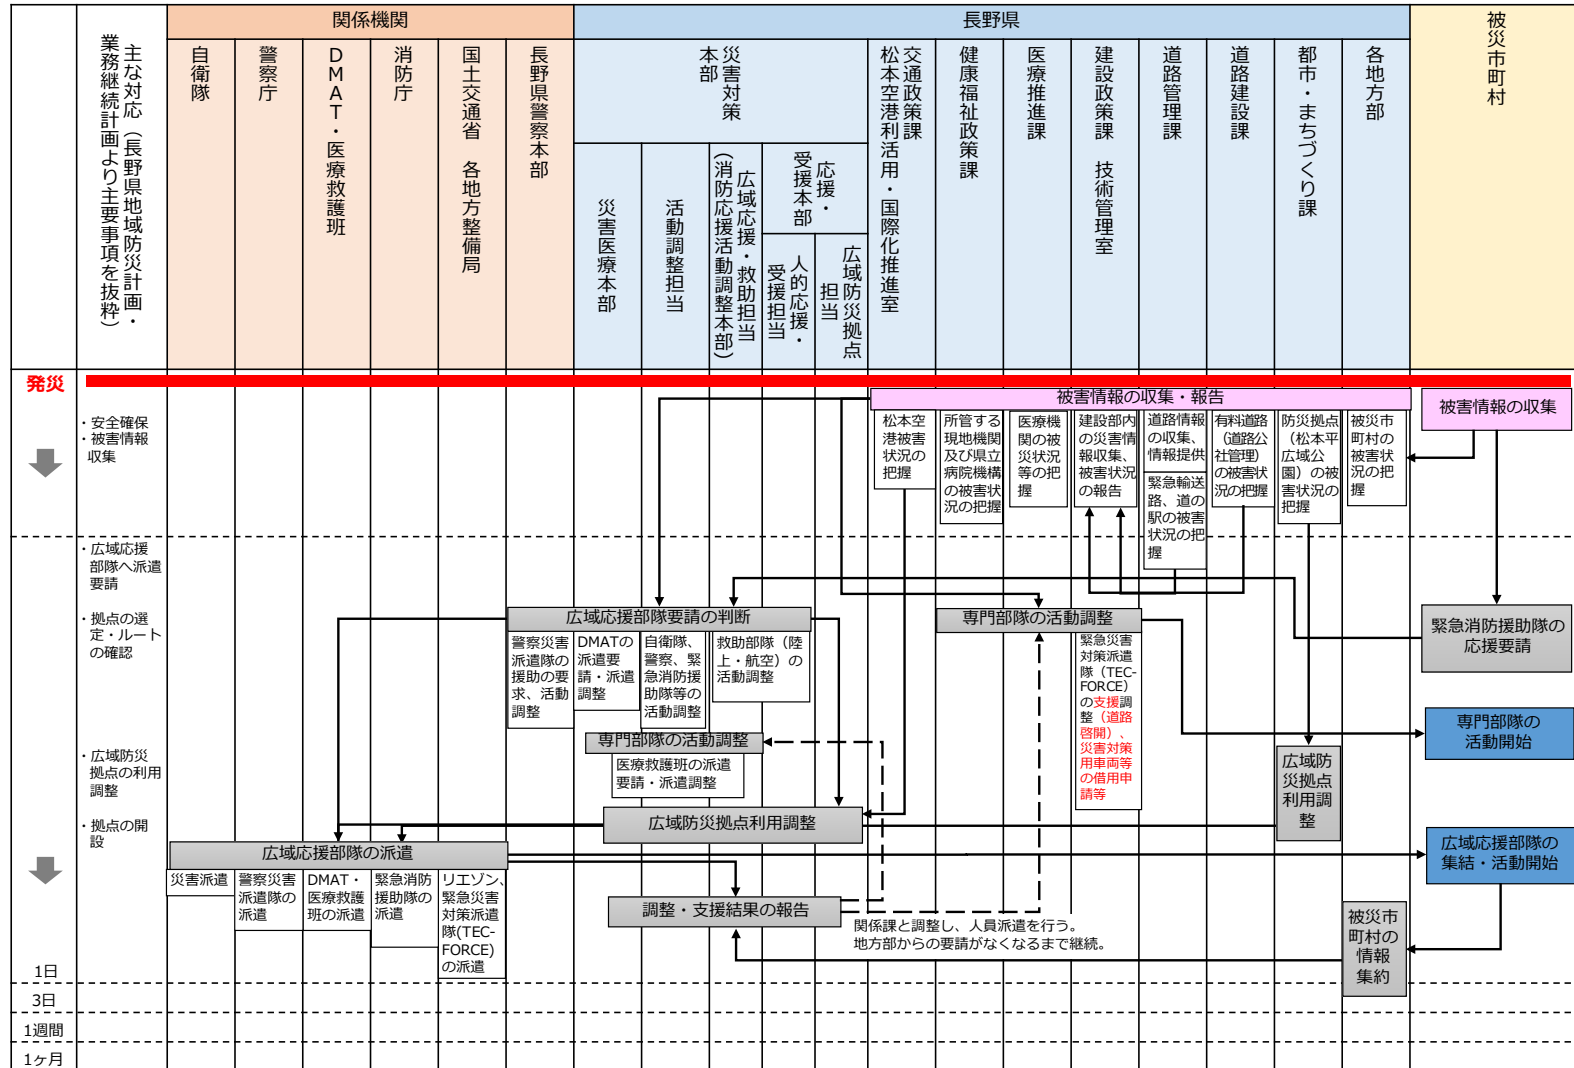 主な対応（長野県地域防災計画・
業務継続計画より主要事項を抜粋）
関係機関
自衛隊
警察庁
DMAT・医療救護班
消防庁
国土交通省　各地方整備局
長野県警察本部
長野県
災害対策
本部
災害医療本部
活動調整担当
広域応援・救助担当
（消防応援活動調整本部）
応援・
受援本部
人的応援・
受援担当
広域防災拠点
担当
交通政策課
松本空港利活用・国際化推進室
健康福祉政策課
医療推進課
建設政策課　技術管理室
道路管理課
道路建設課
都市・まちづくり課
各地方部
被災市町村
発災
・安全確保
・被害情報
収集
被害情報の収集・報告
松本空
港被害
状況の
把握
所管する
現地機関
及び県立
病院機構
の被害状
況の把握
医療機
関の被
災状況
等の把
握
建設部内
の災害情
報収集、
被害状況
の報告
道路情報
の収集、
情報提供
緊急輸送
路、道の
駅の被害
状況の把
握
有料道路
（道路公
社管理）
の被害状
況の把握
防災拠点
（松本平
広域公
園）の被
害状況の
把握
被災市
町村の
被害状
況の把
握
被害情報の収集
・広域応援
部隊へ派遣
要請
・拠点の選
定・ルート
の確認
広域応援部隊要請の判断
警察災害
派遣隊の
援助の要
求、活動
調整
DMATの
派遣要
請・派遣
調整
自衛隊、
警察、緊
急消防援
助隊等の
活動調整
救助部隊（陸
上・航空）の
活動調整
専門部隊の活動調整
緊急災害
対策派遣
隊（TEC-
FORCE）
の支援調
整（道路
啓開）、
災害対策
用車両等
の借用申
請等
緊急消防援助隊の
応援要請
専門部隊の
活動開始
専門部隊の活動調整
医療救護班の派遣
要請・派遣調整
・広域防災
拠点の利用
調整
・拠点の開
設
広域防
災拠点
利用調
整
広域防災拠点利用調整
広域応援部隊の派遣
災害派遣
警察災害
派遣隊の
派遣
DMAT・
医療救護
班の派遣
緊急消防
援助隊の
派遣
リエゾン、
緊急災害
対策派遣
隊(TEC-
FORCE)
の派遣
広域応援部隊の
集結・活動開始
調整・支援結果の報告
関係課と調整し、人員派遣を行う。
地方部からの要請がなくなるまで継続。
被災市
町村の
情報
集約
1日
3日
1週間
1ヶ月